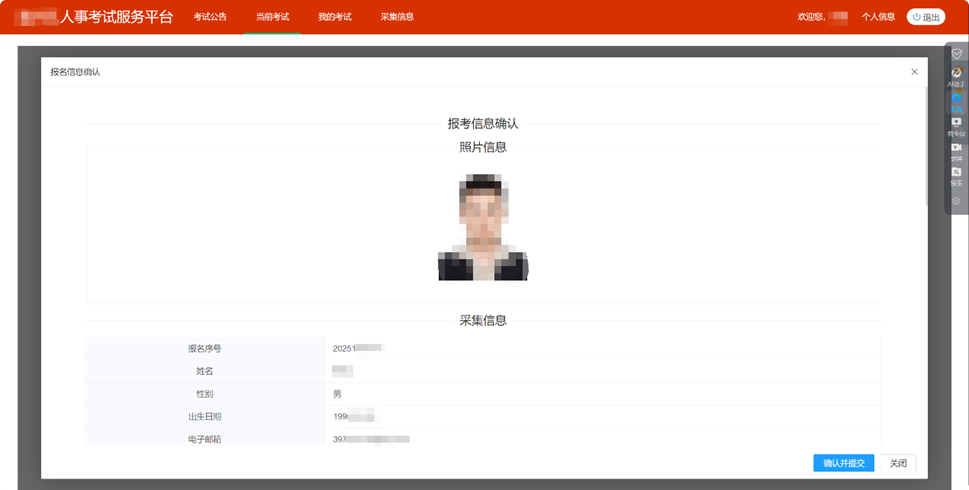 人事考试服务平台 考试公告 当前考试 我的考试 采集信息 欢迎您, 个人信息 退出
报名信息确认
AI助手
报考信息确认
照片信息
采集信息
报名序号 20251
姓名
性别 男
出生日期 199
电子邮箱 397
确认并提交 关闭